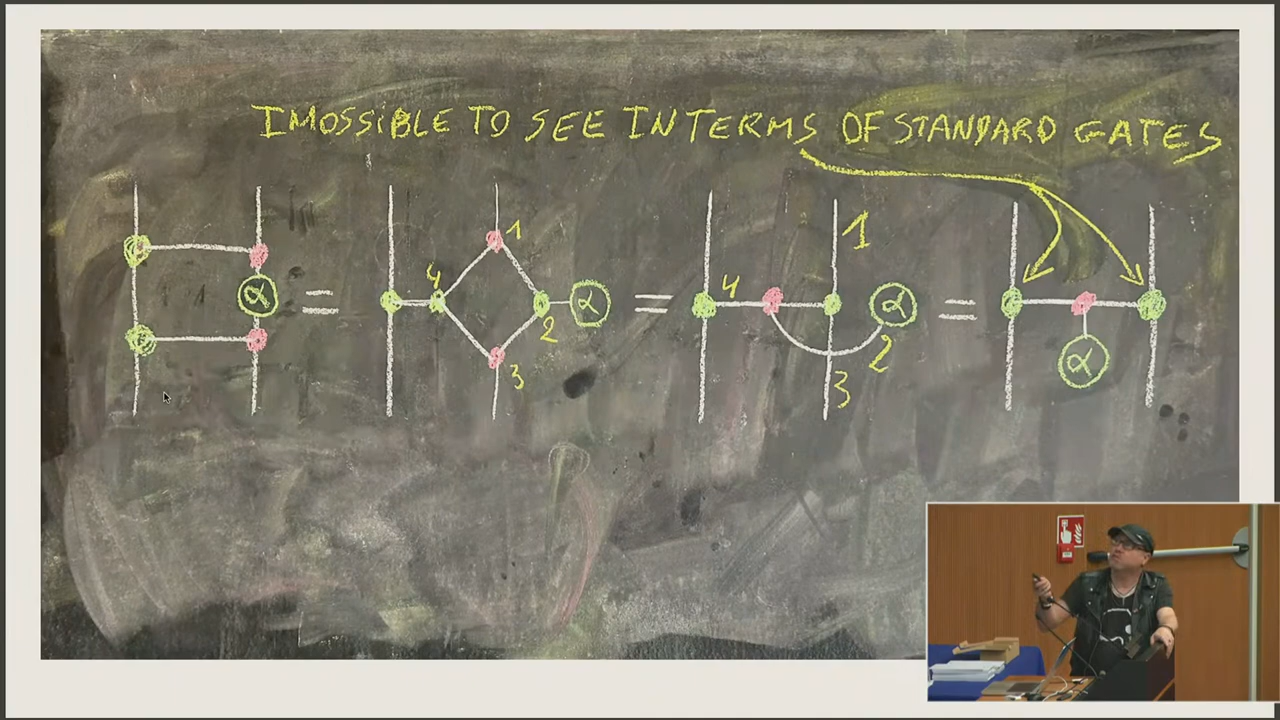 IMOSSIBLE TO SEE IN TERMS OF STANDARD GATES
1
1
4
4
α
=
α
=
α
=
2
2
3
3
α